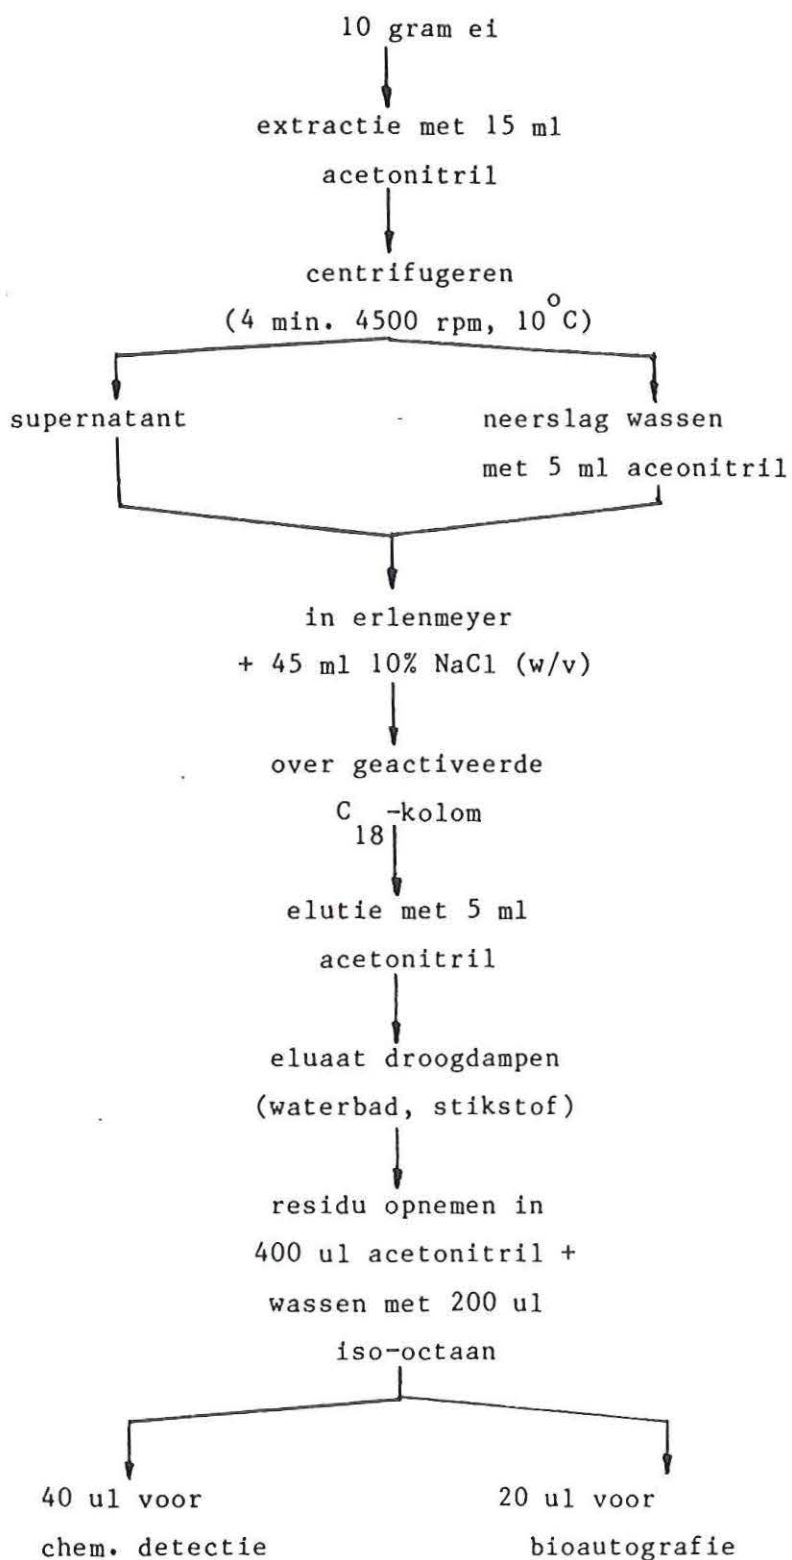 10 gram ei
extractie met 15 ml
acetonitril
centrifugeren
(4 min. 4500 rpm, 10°C)
supernatant
neerslag wassen
met 5 ml aceonitril
in erlenmeyer
+ 45 ml 10% NaCl (w/v)
over geactiveerde
C18-kolom
elutie met 5 ml
acetonitril
eluaat droogdampen
(waterbad, stikstof)
residu opnemen in
400 ul acetonitril +
wassen met 200 ul
iso-octaan
40 ul voor
chem. detectie
20 ul voor
bioautografie